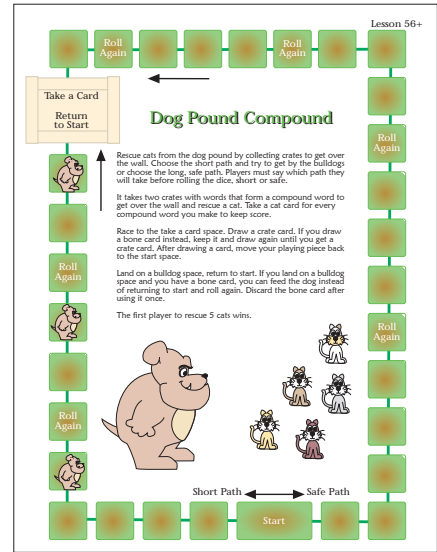 Lesson 56+
Roll
Again
Roll
Again
Take a Card
Return
to Start
Dog Pound Compound
Rescue cats from the dog pound by collecting crates to get over
the wall. Choose the short path and try to get by the bulldogs
or choose the long, safe path. Players must say which path they
will take before rolling the dice, short or safe.
It takes two crates with words that form a compound word to
get over the wall and rescue a cat. Take a cat card for every
compound word you make to keep score.
Race to the take a card space. Draw a crate card. If you draw
a bone card instead, keep it and draw again until you get a
crate card. After drawing a card, move your playing piece back
to the start space.
Land on a bulldog space, return to start. If you land on a bulldog
space and you have a bone card, you can feed the dog instead
of returning to start and roll again. Discard the bone card after
using it once.
The first player to rescue 5 cats wins.
Roll
Again
Roll
Again
Roll
Again
Short Path
Safe Path
Start